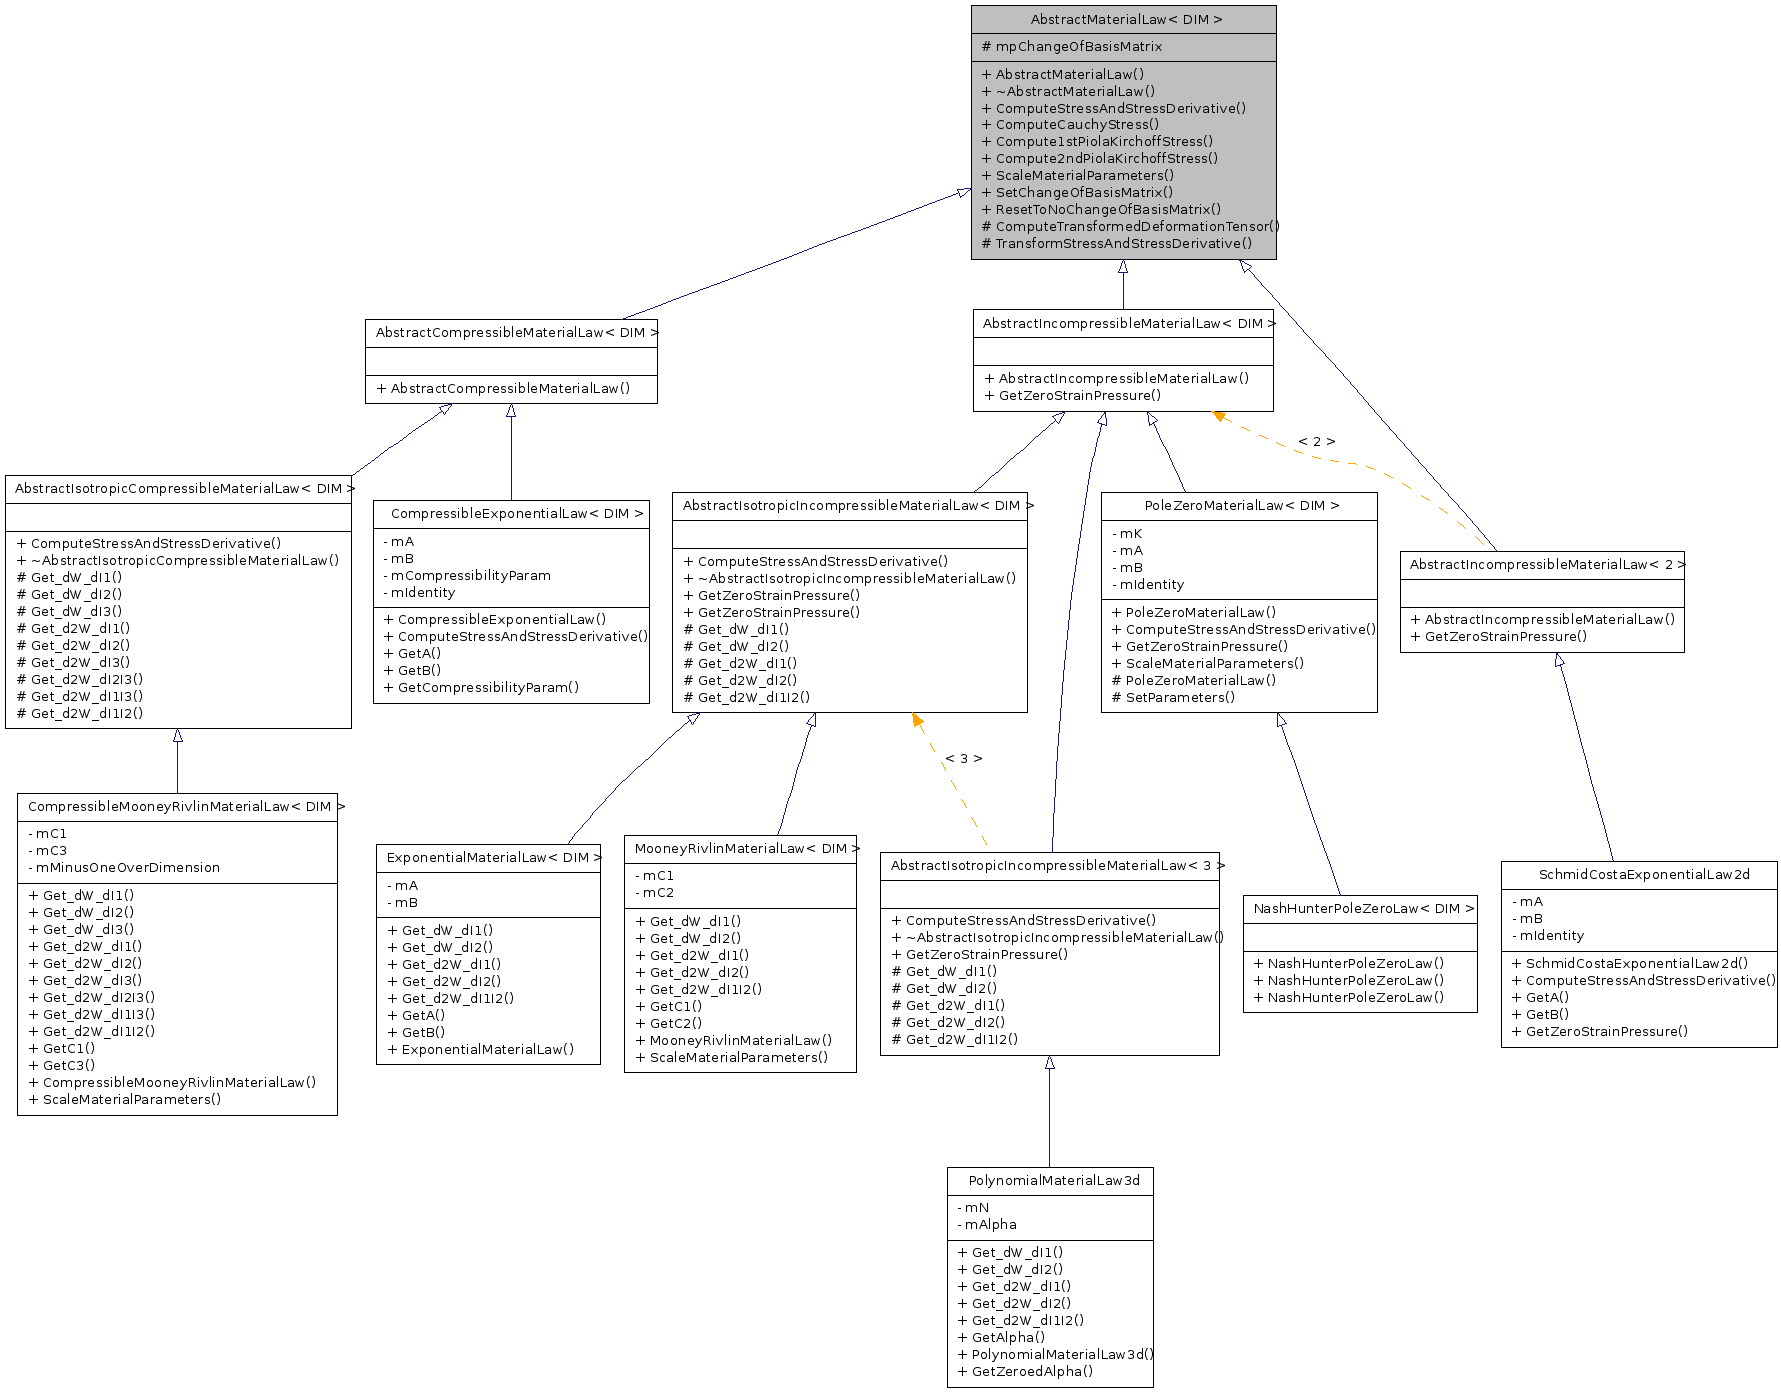 AbstractMaterialLaw< DIM >
# mpChangeOfBasisMatrix
+ AbstractMaterialLaw()
+ ~AbstractMaterialLaw()
+ ComputeStressAndStressDerivative()
+ ComputeCauchyStress()
+ Compute1stPiolaKirchoffStress()
+ Compute2ndPiolaKirchoffStress()
+ ScaleMaterialParameters()
+ SetChangeOfBasisMatrix()
+ ResetToNoChangeOfBasisMatrix()
# ComputeTransformedDeformationTensor()
# TransformStressAndStressDerivative()
AbstractCompressibleMaterialLaw< DIM >
+ AbstractCompressibleMaterialLaw()
AbstractIncompressibleMaterialLaw< DIM >
+ AbstractIncompressibleMaterialLaw()
+ GetZeroStrainPressure()
< 2 >
AbstractIsotropicCompressibleMaterialLaw< DIM >
+ ComputeStressAndStressDerivative()
+ ~AbstractIsotropicCompressibleMaterialLaw()
# Get_dW_dI1()
# Get_dW_dI2()
# Get_dW_dI3()
# Get_d2W_dI1()
# Get_d2W_dI2()
# Get_d2W_dI3()
# Get_d2W_dI2I3()
# Get_d2W_dI1I3()
# Get_d2W_dI1I2()
CompressibleExponentialLaw< DIM >
- mA
- mB
- mCompressibilityParam
- mIdentity
+ CompressibleExponentialLaw()
+ ComputeStressAndStressDerivative()
+ GetA()
+ GetB()
+ GetCompressibilityParam()
AbstractIsotropicIncompressibleMaterialLaw< DIM >
+ ComputeStressAndStressDerivative()
+ ~AbstractIsotropicIncompressibleMaterialLaw()
+ GetZeroStrainPressure()
+ GetZeroStrainPressure()
# Get_dW_dI1()
# Get_dW_dI2()
# Get_d2W_dI1()
# Get_d2W_dI2()
# Get_d2W_dI1I2()
PoleZeroMaterialLaw< DIM >
- mK
- mA
- mB
- mIdentity
+ PoleZeroMaterialLaw()
+ ComputeStressAndStressDerivative()
+ GetZeroStrainPressure()
+ ScaleMaterialParameters()
# PoleZeroMaterialLaw()
# SetParameters()
AbstractIncompressibleMaterialLaw< 2 >
+ AbstractIncompressibleMaterialLaw()
+ GetZeroStrainPressure()
< 3 >
CompressibleMooneyRivlinMaterialLaw< DIM >
- mC1
- mC3
- mMinusOneOverDimension
+ Get_dW_dI1()
+ Get_dW_dI2()
+ Get_dW_dI3()
+ Get_d2W_dI1()
+ Get_d2W_dI2()
+ Get_d2W_dI3()
+ Get_d2W_dI2I3()
+ Get_d2W_dI1I3()
+ Get_d2W_dI1I2()
+ GetC1()
+ GetC3()
+ CompressibleMooneyRivlinMaterialLaw()
+ ScaleMaterialParameters()
ExponentialMaterialLaw< DIM >
- mA
- mB
+ Get_dW_dI1()
+ Get_dW_dI2()
+ Get_d2W_dI1()
+ Get_d2W_dI2()
+ Get_d2W_dI1I2()
+ GetA()
+ GetB()
+ ExponentialMaterialLaw()
MooneyRivlinMaterialLaw< DIM >
- mC1
- mC2
+ Get_dW_dI1()
+ Get_dW_dI2()
+ Get_d2W_dI1()
+ Get_d2W_dI2()
+ Get_d2W_dI1I2()
+ GetC1()
+ GetC2()
+ MooneyRivlinMaterialLaw()
+ ScaleMaterialParameters()
AbstractIsotropicIncompressibleMaterialLaw< 3 >
+ ComputeStressAndStressDerivative()
+ ~AbstractIsotropicIncompressibleMaterialLaw()
+ GetZeroStrainPressure()
# Get_dW_dI1()
# Get_dW_dI2()
# Get_d2W_dI1()
# Get_d2W_dI2()
# Get_d2W_dI1I2()
NashHunterPoleZeroLaw< DIM >
+ NashHunterPoleZeroLaw()
+ NashHunterPoleZeroLaw()
+ NashHunterPoleZeroLaw()
SchmidCostaExponentialLaw2d
- mA
- mB
- mIdentity
+ SchmidCostaExponentialLaw2d()
+ ComputeStressAndStressDerivative()
+ GetA()
+ GetB()
+ GetZeroStrainPressure()
PolynomialMaterialLaw3d
- mN
- mAlpha
+ Get_dW_dI1()
+ Get_dW_dI2()
+ Get_d2W_dI1()
+ Get_d2W_dI2()
+ Get_d2W_dI1I2()
+ GetAlpha()
+ PolynomialMaterialLaw3d()
+ GetZeroedAlpha()